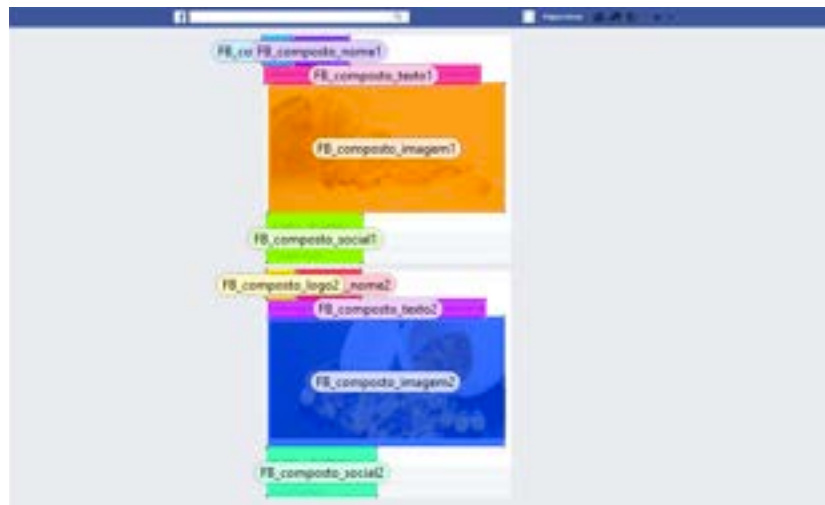 f
FB_co FB_composto_nome1
FB_composto_texto1
FB_composto_imagem1
FB_composto_social1
FB_composto_logo2 _nome2
FB_composto_texto2
FB_composto_imagem2
FB_composto_social2